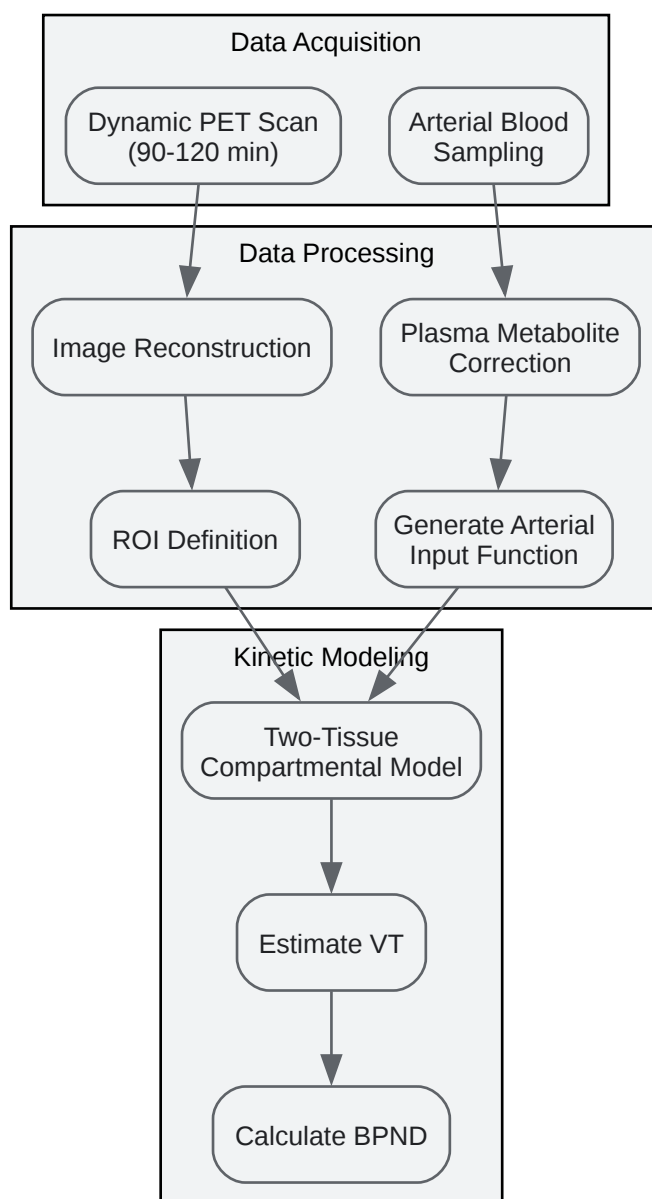 Data Acquisition
Dynamic PET Scan
(90-120 min)
Arterial Blood
Sampling
Data Processing
Image Reconstruction
Plasma Metabolite
Correction
ROI Definition
Generate Arterial
Input Function
Kinetic Modeling
Two-Tissue
Compartmental Model
Estimate VT
Calculate BPND